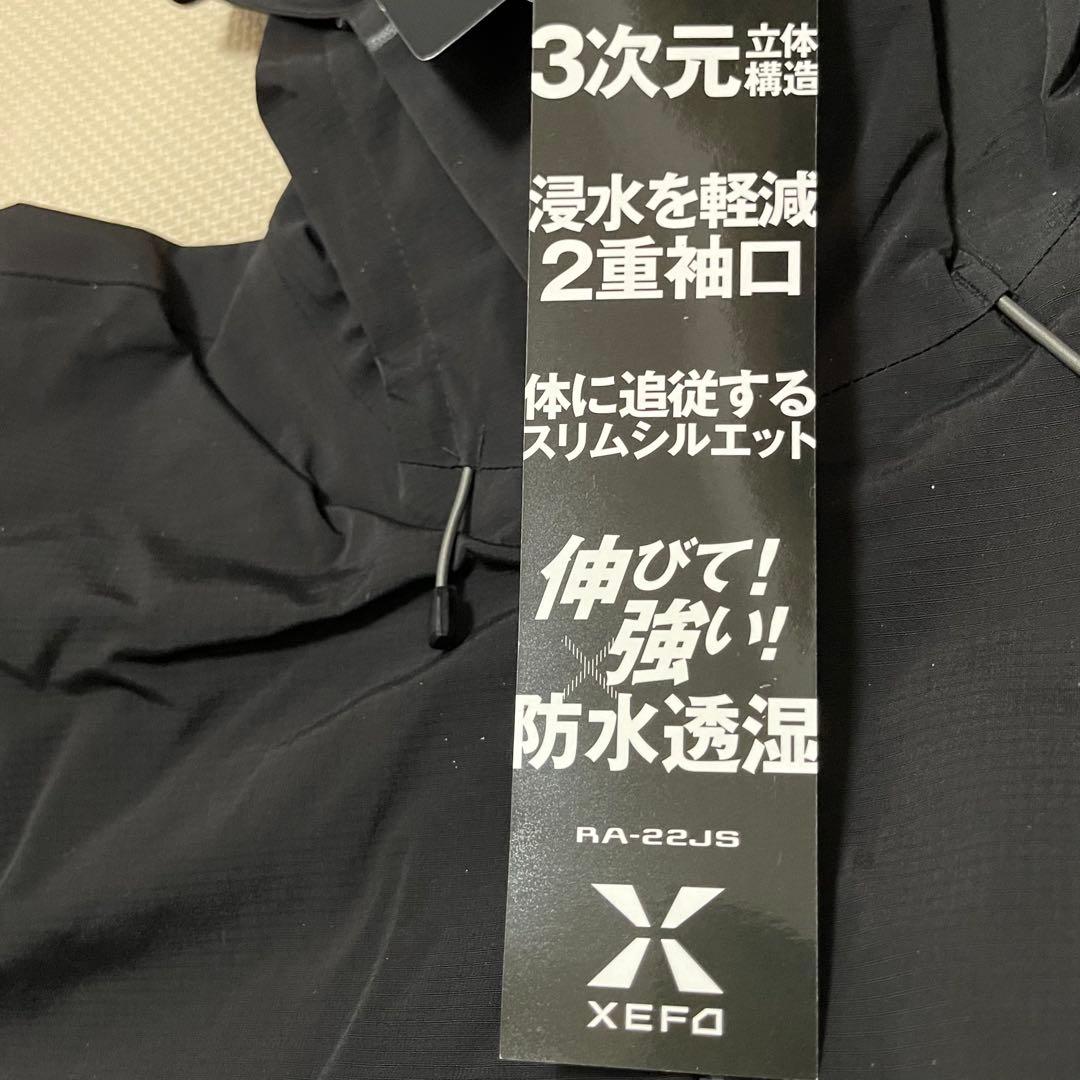 3次元 立体
構造
浸水を軽減
2重袖口
体に追従する
スリムシルエット
伸びて!
強い!
防水透湿
RA-22JS
XEFO